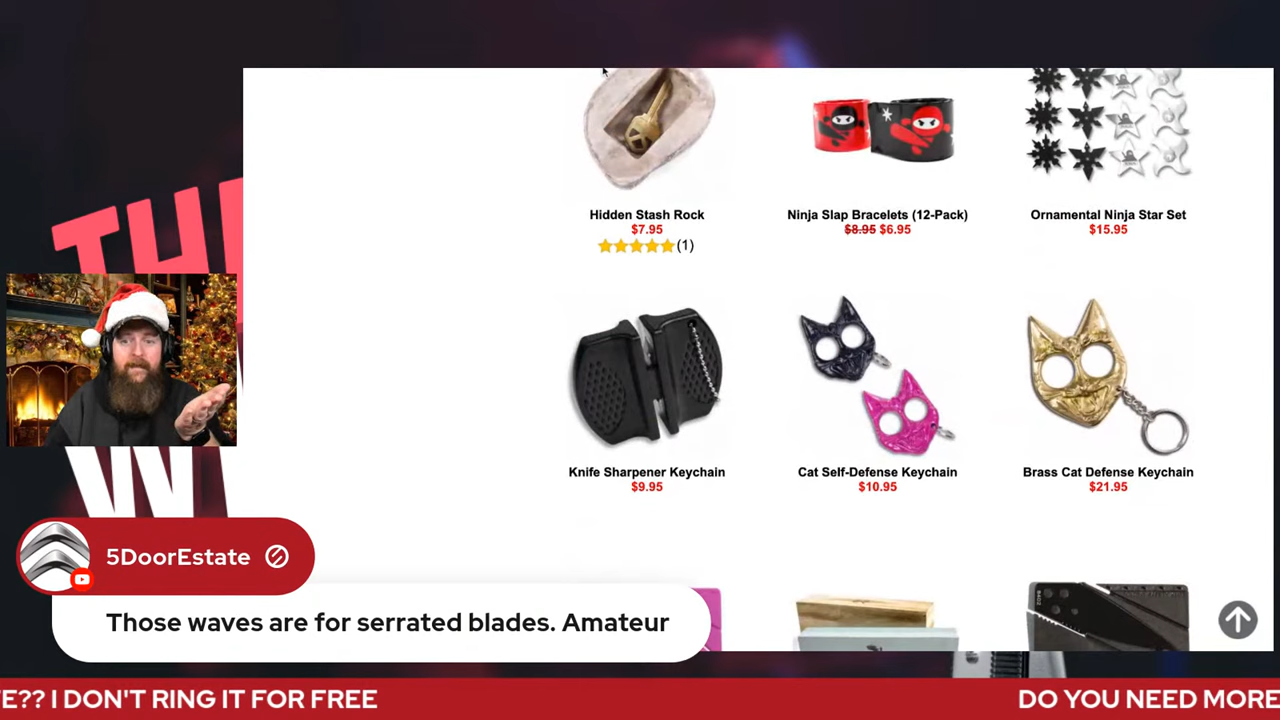 Hidden Stash Rock
$7.95
(1)
Ninja Slap Bracelets (12-Pack)
$8.95 $6.95
Ornamental Ninja Star Set
$15.95
Knife Sharpener Keychain
$9.95
Cat Self-Defense Keychain
$10.95
Brass Cat Defense Keychain
$21.95
5DoorEstate
Those waves are for serrated blades. Amateur
E?? I DON'T RING IT FOR FREE
DO YOU NEED MORE